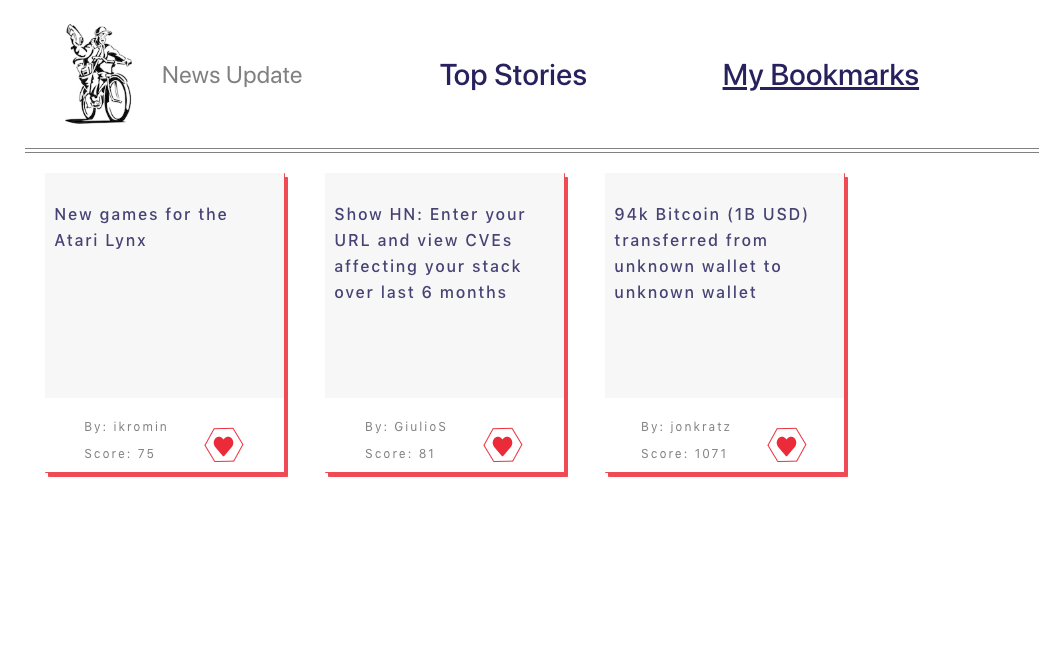 News Update
Top Stories
My Bookmarks
New games for the
Atari Lynx
By: ikromin
Score: 75
Show HN: Enter your
URL and view CVEs
affecting your stack
over last 6 months
By: GiulioS
Score: 81
94k Bitcoin (1B USD)
transferred from
unknown wallet to
unknown wallet
By: jonkratz
Score: 1071